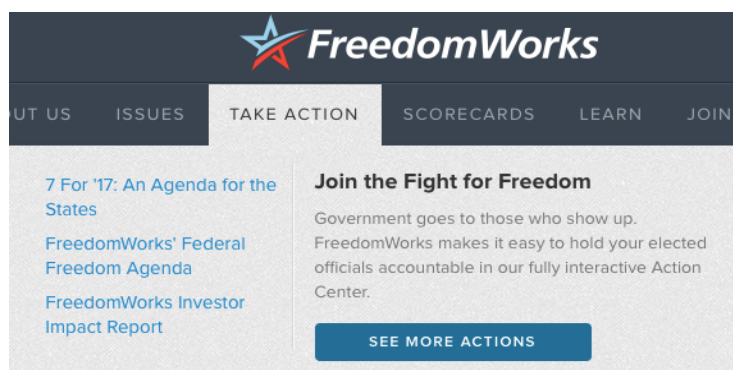 FreedomWorks
OUT US ISSUES TAKE ACTION SCORECARDS LEARN JOIN
7 For '17: An Agenda for the
States
FreedomWorks' Federal
Freedom Agenda
FreedomWorks Investor
Impact Report
Join the Fight for Freedom
Government goes to those who show up.
FreedomWorks makes it easy to hold your elected
officials accountable in our fully interactive Action
Center.
SEE MORE ACTIONS